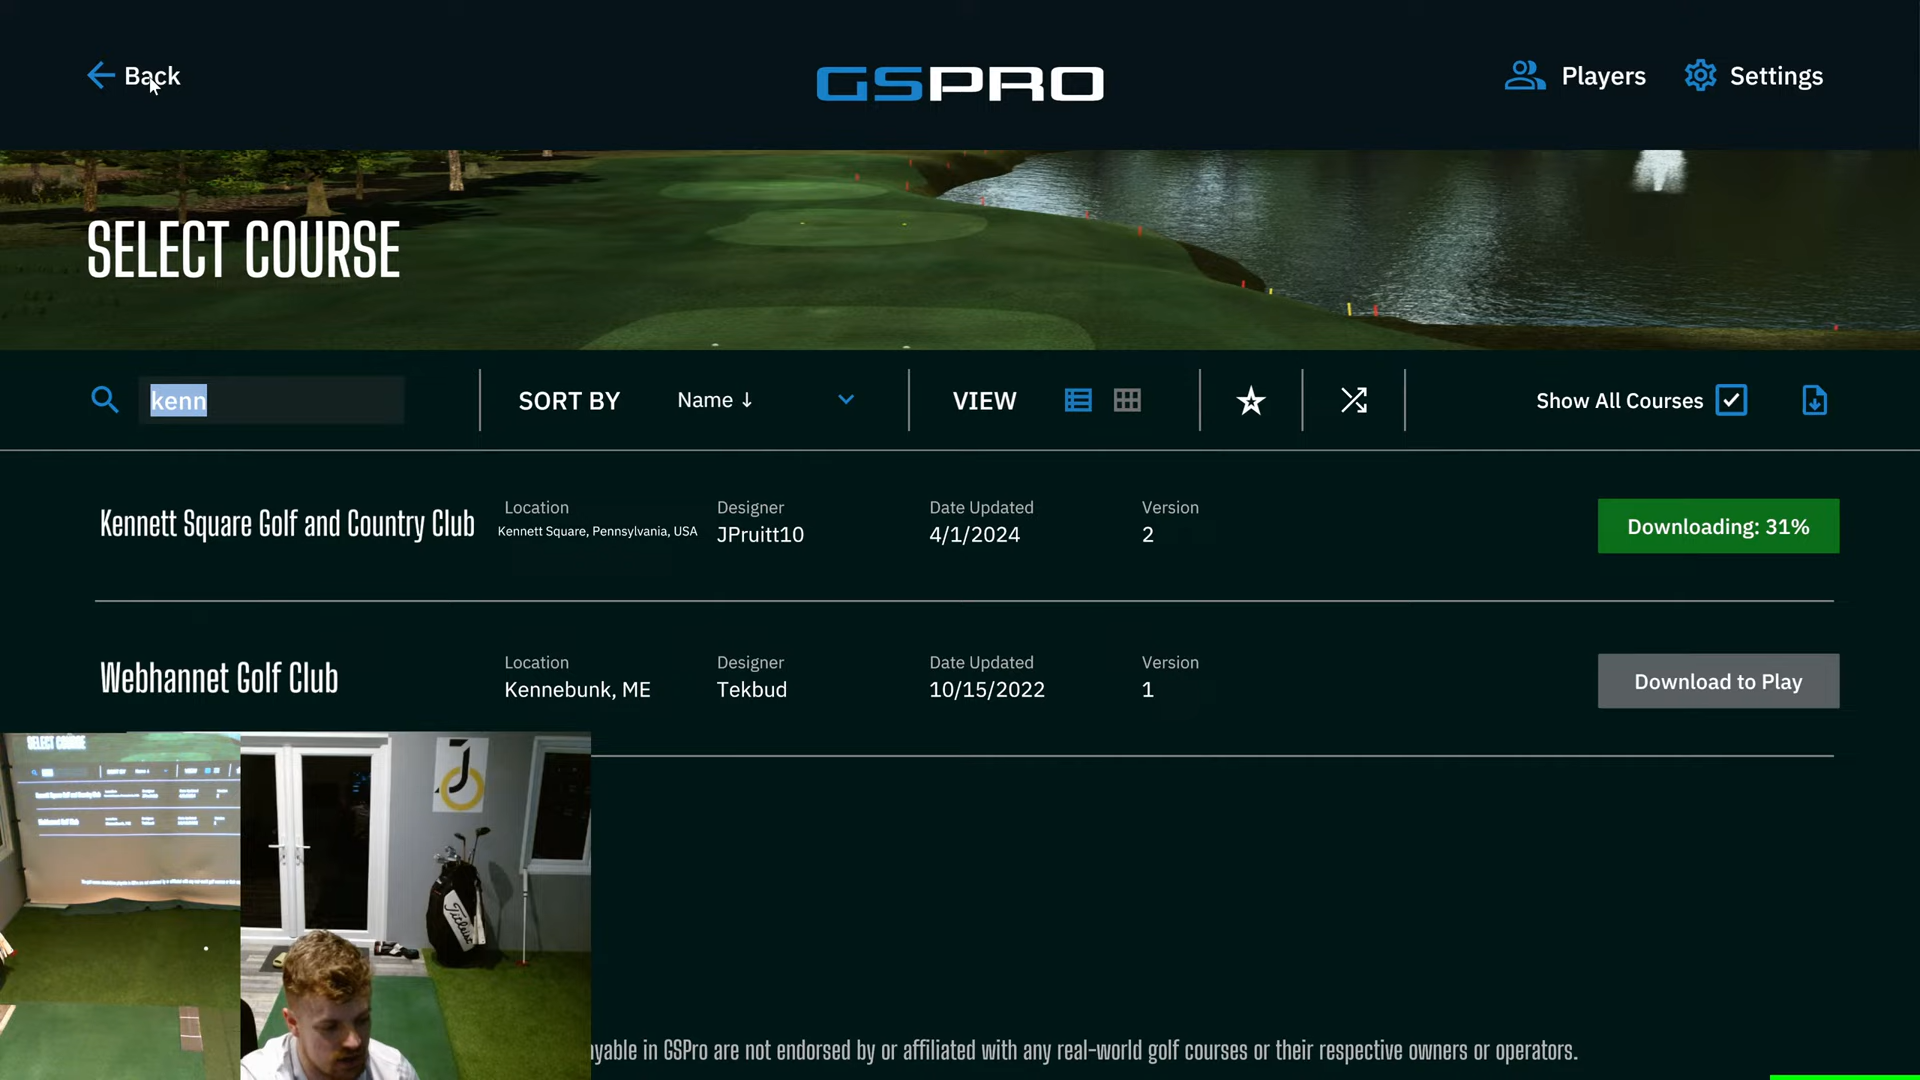 Back
GSPRO
Players
Settings
SELECT COURSE
kenn
SORT BY
Name ↓
VIEW
Show All Courses
Kennett Square Golf and Country Club
Location
Kennett Square, Pennsylvania, USA
Designer
JPruitt10
Date Updated
4/1/2024
Version
2
Downloading: 31%
Webhannet Golf Club
Location
Kennebunk, ME
Designer
Tekbud
Date Updated
10/15/2022
Version
1
Download to Play
SELECT COURSE
Titleist
in GSPro are not endorsed by or affiliated with any real-world golf courses or their respective owners or operators.